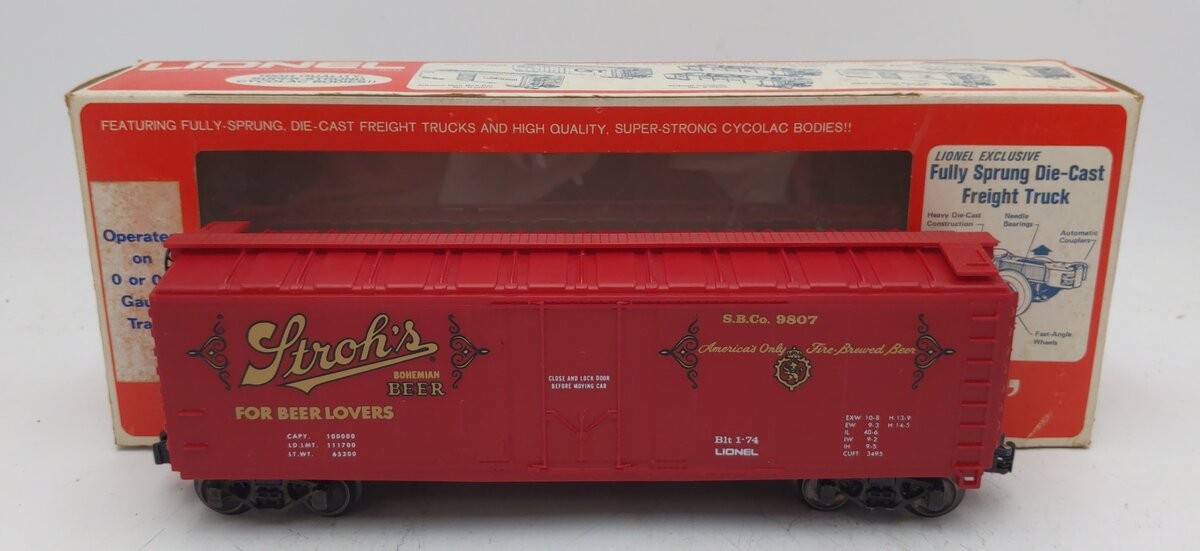 LIONEL
FEATURING FULLY-SPRUNG, DIE-CAST FREIGHT TRUCKS AND HIGH QUALITY, SUPER-STRONG CYCOLAC BODIES!!
LIONEL EXCLUSIVE
Fully Sprung Die-Cast
Freight Truck
Heavy Die-Cast
Construction
Needle
Bearings
Automatic
Couplers
Fast-Angle
Wheels
Operate
on
0 or 0
Gau
Tra
Stroh's
BOHEMIAN
BEER
FOR BEER LOVERS
CAPY. 100000
LD.LMT. 111700
LT.WT. 65300
CLOSE AND LOCK DOOR
BEFORE MOVING CAR
S.B.Co. 9807
America's Only Fire-Brewed Beer
Blt 1-74
LIONEL
EXW 10-8 H 13-9
EW 9-3 H 14-5
IL 40-6
IW 9-2
IH 9-5
CUFT 3695